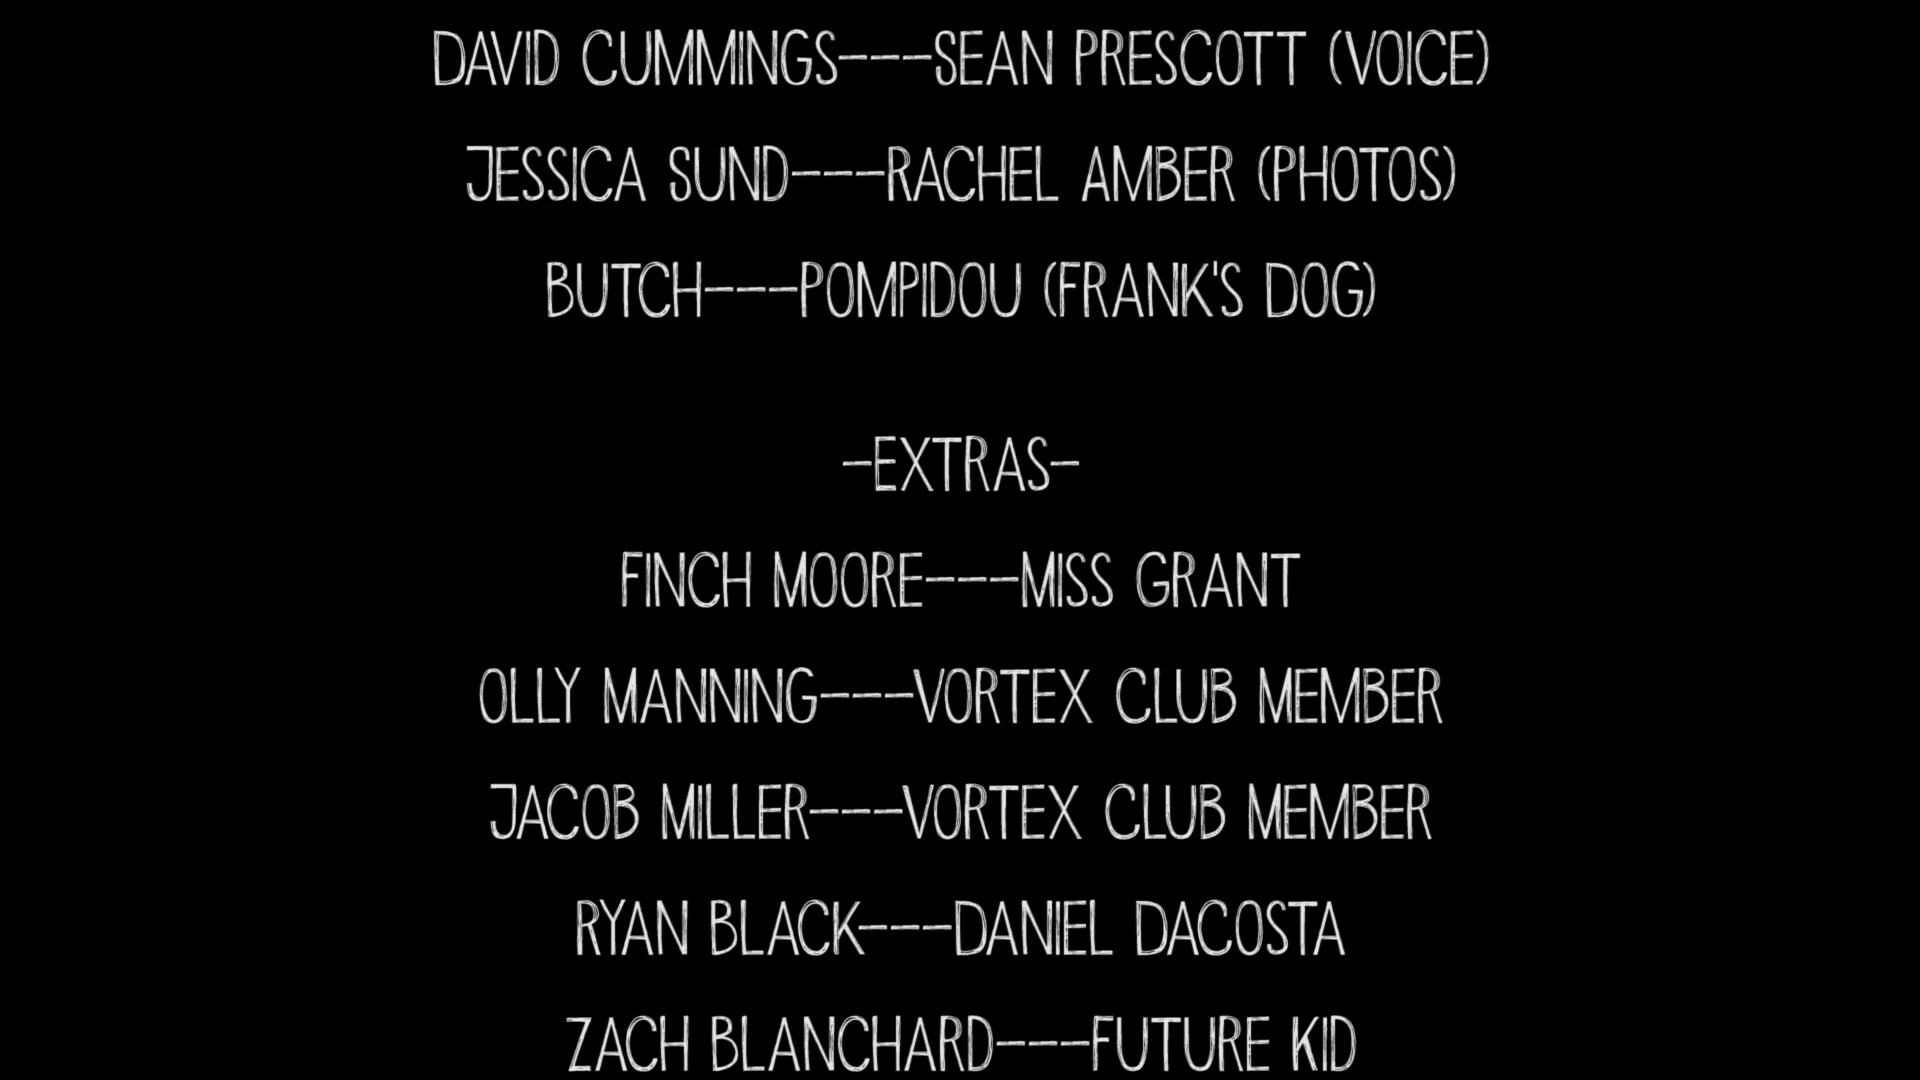 DAVID CUMMINGS---SEAN PRESCOTT (VOICE)
JESSICA SUND---RACHEL AMBER (PHOTOS)
BUTCH---POMPIDOU (FRANK'S DOG)
-EXTRAS-
FINCH MOORE---MISS GRANT
OLLY MANNING---VORTEX CLUB MEMBER
JACOB MILLER---VORTEX CLUB MEMBER
RYAN BLACK---DANIEL DACOSTA
ZACH BLANCHARD---FUTURE KID